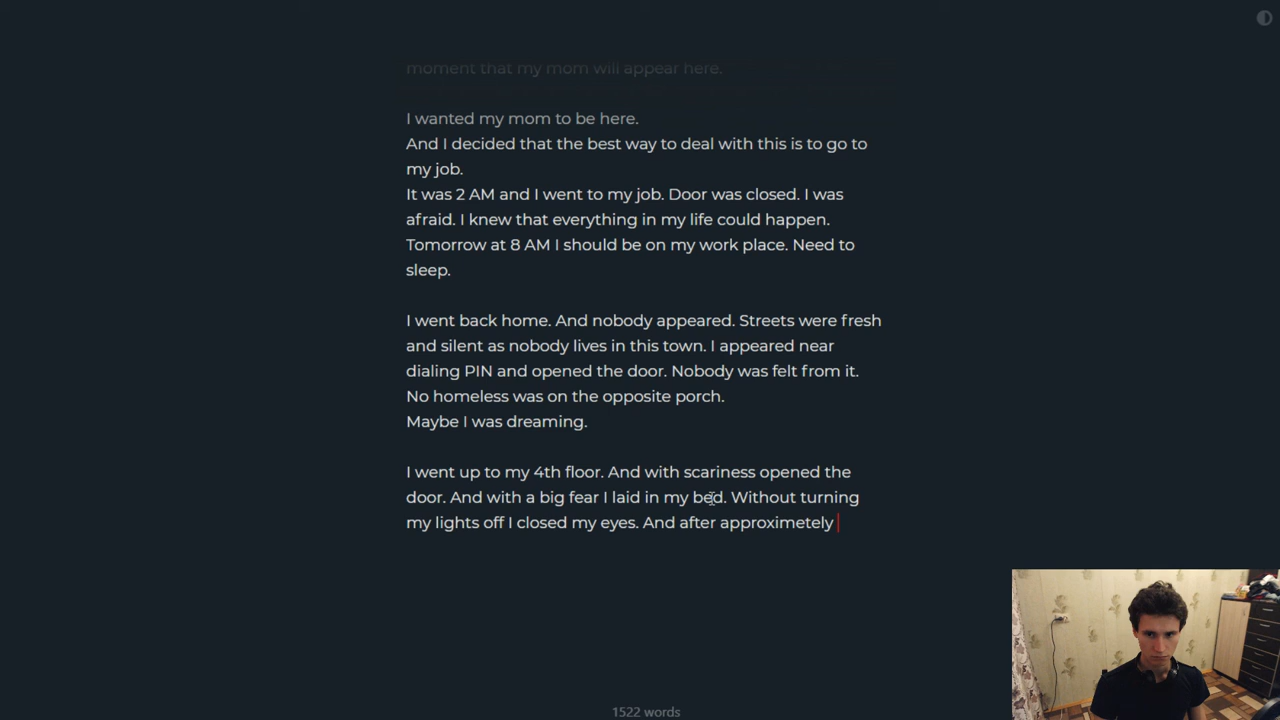 moment that my mom will appear here.
I wanted my mom to be here.
And I decided that the best way to deal with this is to go to
my job.
It was 2 AM and I went to my job. Door was closed. I was
afraid. I knew that everything in my life could happen.
Tomorrow at 8 AM I should be on my work place. Need to
sleep.
I went back home. And nobody appeared. Streets were fresh
and silent as nobody lives in this town. I appeared near
dialing PIN and opened the door. Nobody was felt from it.
No homeless was on the opposite porch.
Maybe I was dreaming.
I went up to my 4th floor. And with scariness opened the
door. And with a big fear I laid in my bed. Without turning
my lights off I closed my eyes. And after approximetely
1522 words